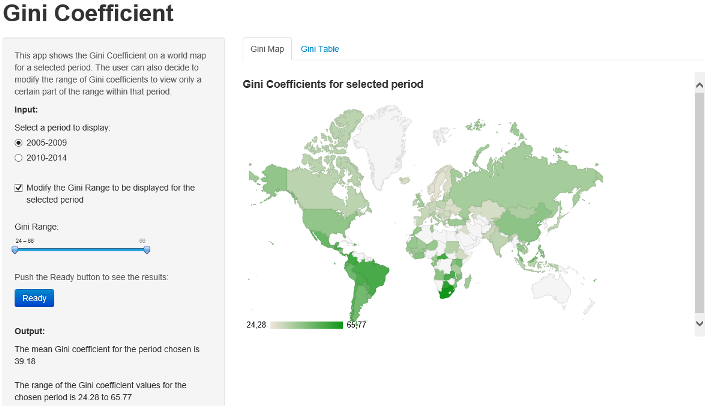 Gini Coefficient
This app shows the Gini Coefficient on a world map
for a selected period. The user can also decide to
modify the range of Gini coefficients to view only a
certain part of the range within that period.
Input:
Select a period to display:
2005-2009
2010-2014
Modify the Gini Range to be displayed for the
selected period
Gini Range:
24 – 66
66
Push the Ready button to see the results:
Ready
Output:
The mean Gini coefficient for the period chosen is
39.18
The range of the Gini coefficient values for the
chosen period is 24.28 to 65.77
Gini Map
Gini Table
Gini Coefficients for selected period
24,28
65,77